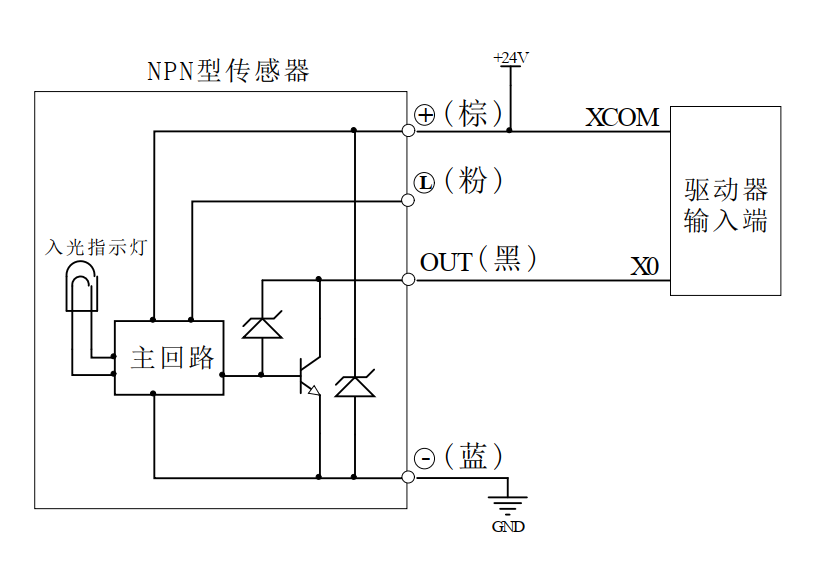 +24V
NPN型传感器
+(棕)
XCOM
L(粉)
驱动器
输入端
入光指示灯
OUT(黑)
X0
主回路
-(蓝)
GND